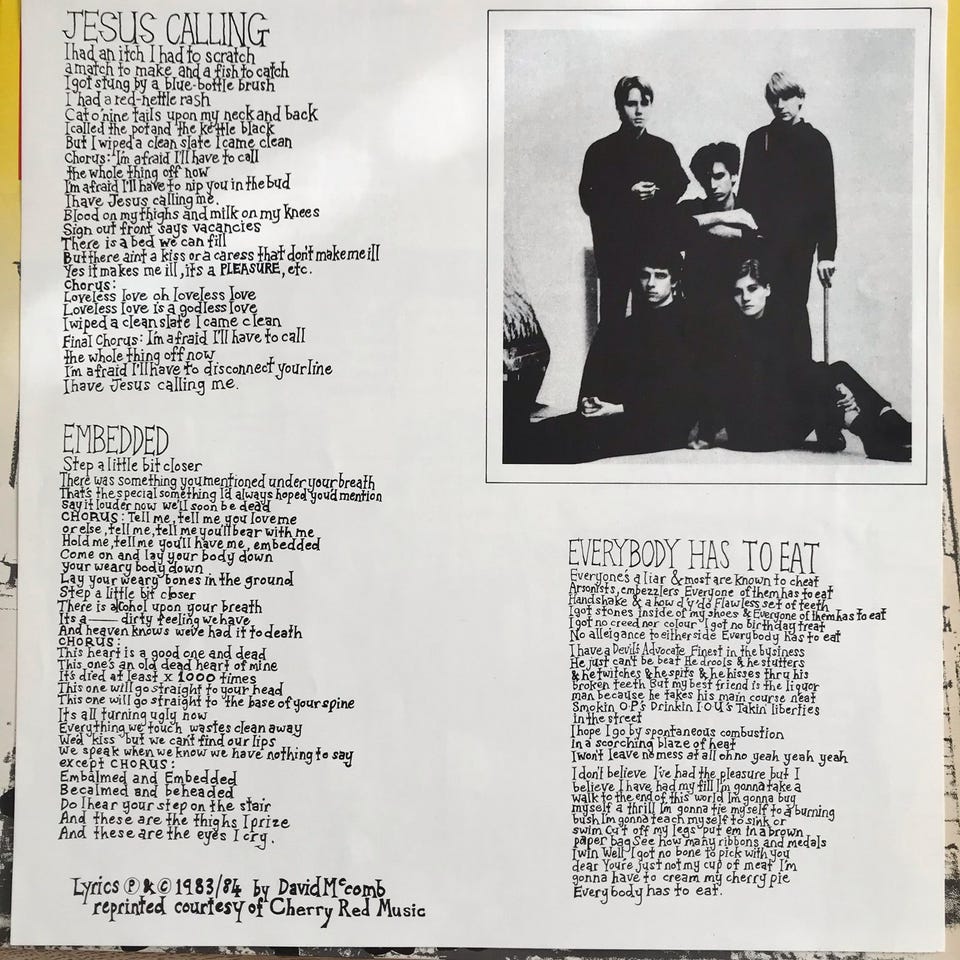 JESUS CALLING
I had an itch I had to scratch
a match to make and a fish to catch
I got stung by a blue-bottle brush
I had a red-nettle rash
Cat o'nine tails upon my neck and back
I called the pot and the kettle black
But I wiped a clean slate I came clean
Chorus: I'm afraid I'll have to call
the whole thing off now
I'm afraid I'll have to nip you in the bud
I have Jesus calling me.
Blood on my thighs and milk on my knees
Sign out front says vacancies
There is a bed we can fill
But there aint a kiss or a caress that don't make me ill
Yes it makes me ill, its a PLEASURE, etc.
Chorus:
Loveless love oh loveless love
Loveless love is a godless love
I wiped a clean slate I came clean
Final Chorus: I'm afraid I'll have to call
the whole thing off now
I'm afraid I'll have to disconnect your line
I have Jesus calling me.
EMBEDDED
Step a little bit closer
There was something you mentioned under your breath
That's the special something I'd always hoped you'd mention
Say it louder now we'll soon be dead
CHORUS: Tell me, tell me you love me
or else, tell me, tell me you'll bear with me
Hold me, tell me you'll have me, embedded
Come on and lay your body down
your weary body down
Lay your weary bones in the ground
Step a little bit closer
There is alcohol upon your breath
Its a —— dirty feeling we have
And heaven knows we've had it to death
CHORUS:
This heart is a good one and dead
This one's an old dead heart of mine
It's died at least x 1000 times
This one will go straight to your head
This one will go straight to the base of your spine
It's all turning ugly now
Everything we touch wastes clean away
We'd kiss but we can't find our lips
We speak when we know we have nothing to say
except CHORUS:
Embalmed and Embedded
Becalmed and beheaded
Do I hear your step on the stair
And these are the thighs I prize
And these are the eyes I cry.
Lyrics Ⓟ & © 1983/84 by David McComb
reprinted courtesy of Cherry Red Music
EVERYBODY HAS TO EAT
Everyone's a liar & most are known to cheat
Arsonists, embezzlers Everyone of them has to eat
Handshake & a how d'y'do Flawless set of teeth
I got stones inside of my shoes & Everyone of them has to eat
I got no creed nor colour I got no birthday treat
No alleigance to either side Everybody has to eat
I have a Devil's Advocate Finest in the business
He just can't be beat He drools & he stutters
& he twitches & he spits & he hisses thru his
broken teeth But my best friend is the liquor
man because he takes his main course neat
Smokin O.P.'s Drinkin I.O.U's Takin' liberties
in the street
I hope I go by spontaneous combustion
In a scorching blaze of heat
I won't leave no mess at all oh no yeah yeah yeah
I don't believe I've had the pleasure but I
believe I have had my fill I'm gonna take a
walk to the end of this world I'm gonna buy
myself a thrill I'm gonna tie myself to a burning
bush I'm gonna teach myself to sink or
swim Cut off my legs put em in a brown
paper bag See how many ribbons and medals
I win Well I got no bone to pick with you
dear You're just not my cup of meat I'm
gonna have to cream my cherry pie
Everybody has to eat.